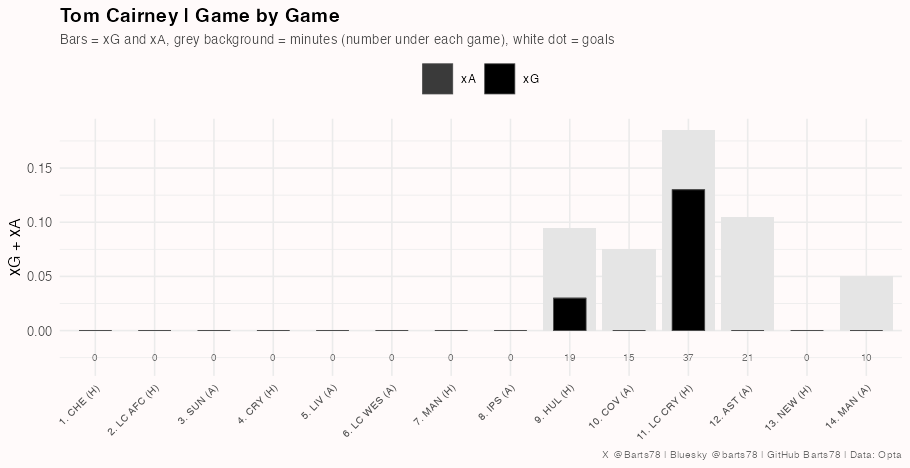 Tom Cairney | Game by Game
Bars = xG and xA, grey background = minutes (number under each game), white dot = goals
xA xG
xG + xA
0.15
0.10
0.05
0.00
0 0 0 0 0 0 0 0 19 15 37 21 0 10
1. CHE (H)
2. LC AFC (H)
3. SUN (A)
4. CRY (H)
5. LIV (A)
6. LC WES (A)
7. MAN (H)
8. IPS (A)
9. HUL (H)
10. COV (A)
11. LC CRY (H)
12. AST (A)
13. NEW (H)
14. MAN (A)
X @Barts78 | Bluesky @barts78 | GitHub Barts78 | Data: Opta